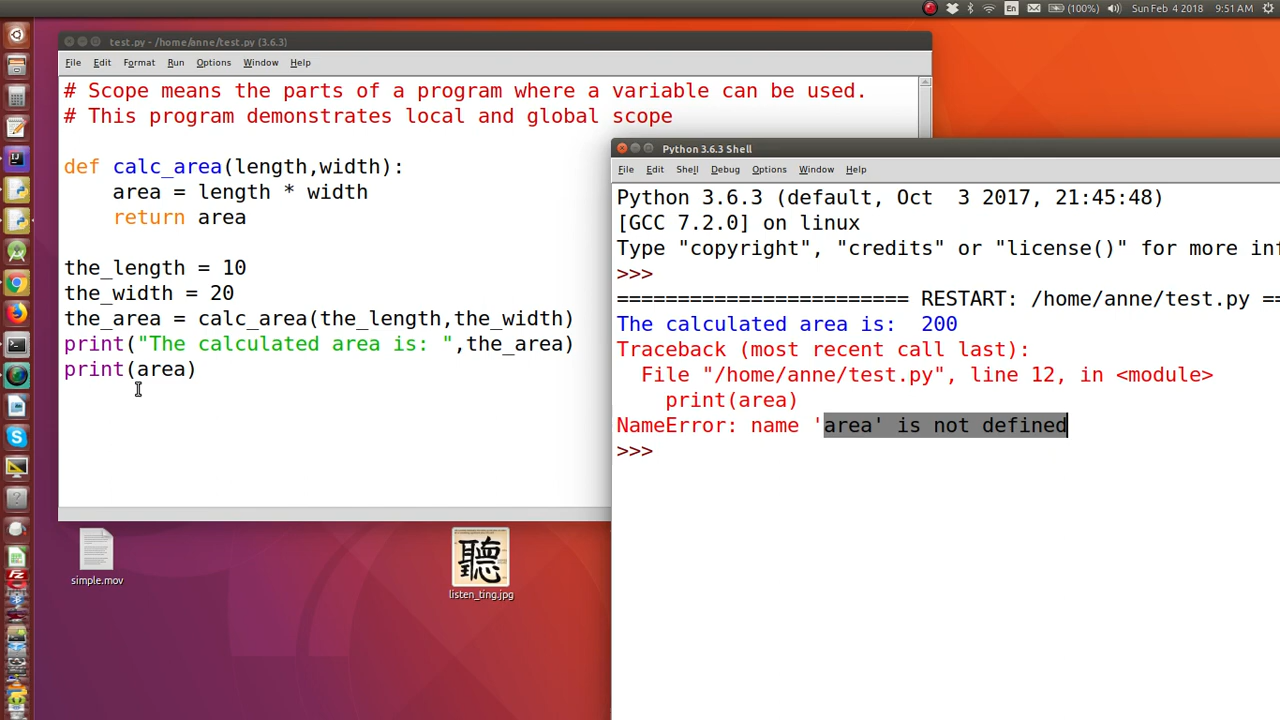 En (100%) Sun Feb 4 2018 9:51 AM
test.py - /home/anne/test.py (3.6.3)
File Edit Format Run Options Window Help
# Scope means the parts of a program where a variable can be used.
# This program demonstrates local and global scope
def calc_area(length,width):
    area = length * width
    return area
the_length = 10
the_width = 20
the_area = calc_area(the_length,the_width)
print("The calculated area is: ",the_area)
print(area)
Python 3.6.3 Shell
File Edit Shell Debug Options Window Help
Python 3.6.3 (default, Oct  3 2017, 21:45:48)
[GCC 7.2.0] on linux
Type "copyright", "credits" or "license()" for more inf
>>>
======================== RESTART: /home/anne/test.py ==
The calculated area is:  200
Traceback (most recent call last):
  File "/home/anne/test.py", line 12, in <module>
    print(area)
NameError: name 'area' is not defined
>>>
simple.mov
聽
listen_ting.jpg